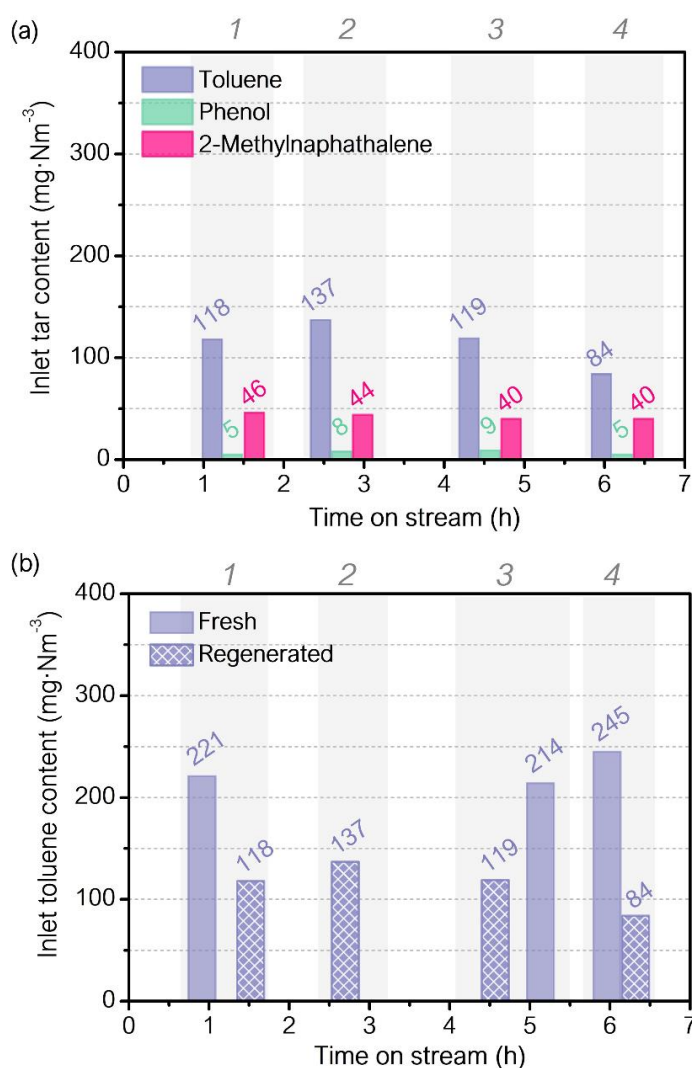 (a)
1 2 3 4
400
300
200
100
0
Inlet tar content (mg·Nm-3)
Toluene
Phenol
2-Methylnaphathalene
118 5 46 137 8 44 119 9 40 84 5 40
0 1 2 3 4 5 6 7
Time on stream (h)
(b)
1 2 3 4
400
300
200
100
0
Inlet toluene content (mg·Nm-3)
Fresh
Regenerated
221 118 137 119 214 245 84
0 1 2 3 4 5 6 7
Time on stream (h)